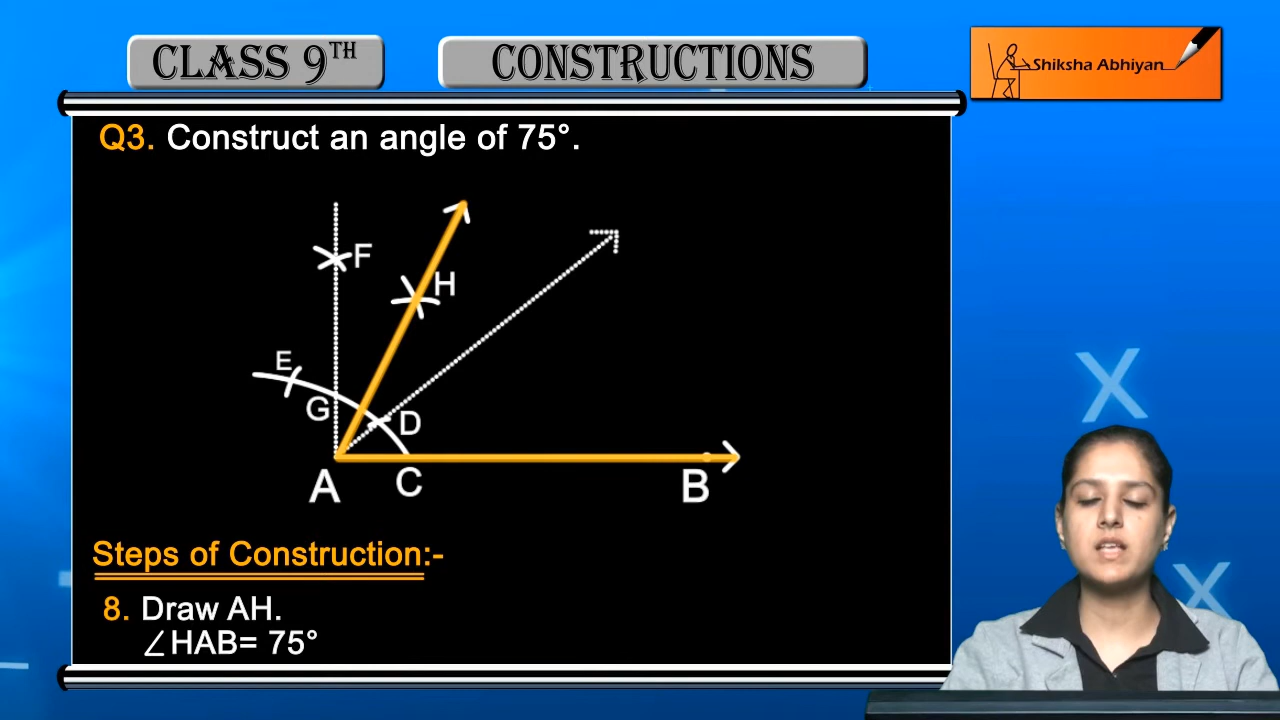 CLASS 9TH
CONSTRUCTIONS
Shiksha Abhiyan
Q3. Construct an angle of 75°.
F
H
E
G
D
A
C
B
Steps of Construction:-
8. Draw AH.
∠HAB= 75°
X
X